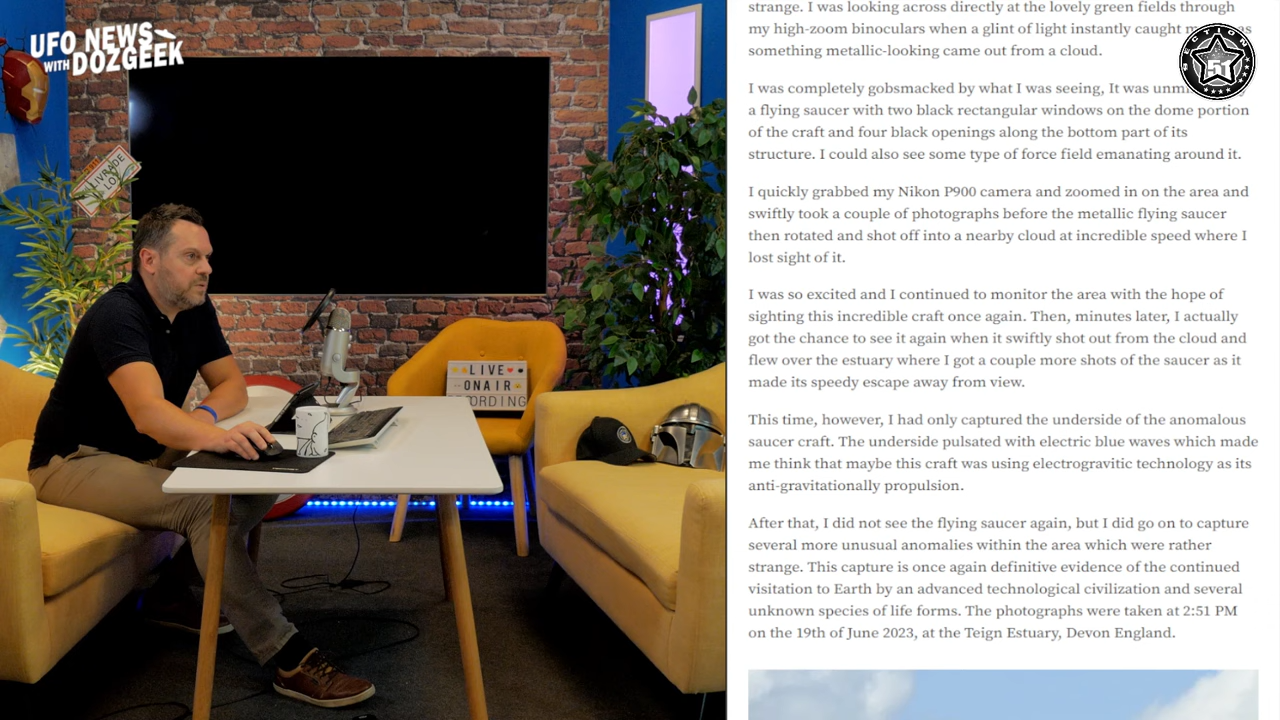 UFO NEWS
WITH DOZGEEK
LIVE
ONAIR
ORDING
SECTION
51
strange. I was looking across directly at the lovely green fields through
my high-zoom binoculars when a glint of light instantly caught
something metallic-looking came out from a cloud.
I was completely gobsmacked by what I was seeing, It was
a flying saucer with two black rectangular windows on the dome portion
of the craft and four black openings along the bottom part of its
structure. I could also see some type of force field emanating around it.
I quickly grabbed my Nikon P900 camera and zoomed in on the area and
swiftly took a couple of photographs before the metallic flying saucer
then rotated and shot off into a nearby cloud at incredible speed where I
lost sight of it.
I was so excited and I continued to monitor the area with the hope of
sighting this incredible craft once again. Then, minutes later, I actually
got the chance to see it again when it swiftly shot out from the cloud and
flew over the estuary where I got a couple more shots of the saucer as it
made its speedy escape away from view.
This time, however, I had only captured the underside of the anomalous
saucer craft. The underside pulsated with electric blue waves which made
me think that maybe this craft was using electrogravitic technology as its
anti-gravitationally propulsion.
After that, I did not see the flying saucer again, but I did go on to capture
several more unusual anomalies within the area which were rather
strange. This capture is once again definitive evidence of the continued
visitation to Earth by an advanced technological civilization and several
unknown species of life forms. The photographs were taken at 2:51 PM
on the 19th of June 2023, at the Teign Estuary, Devon England.